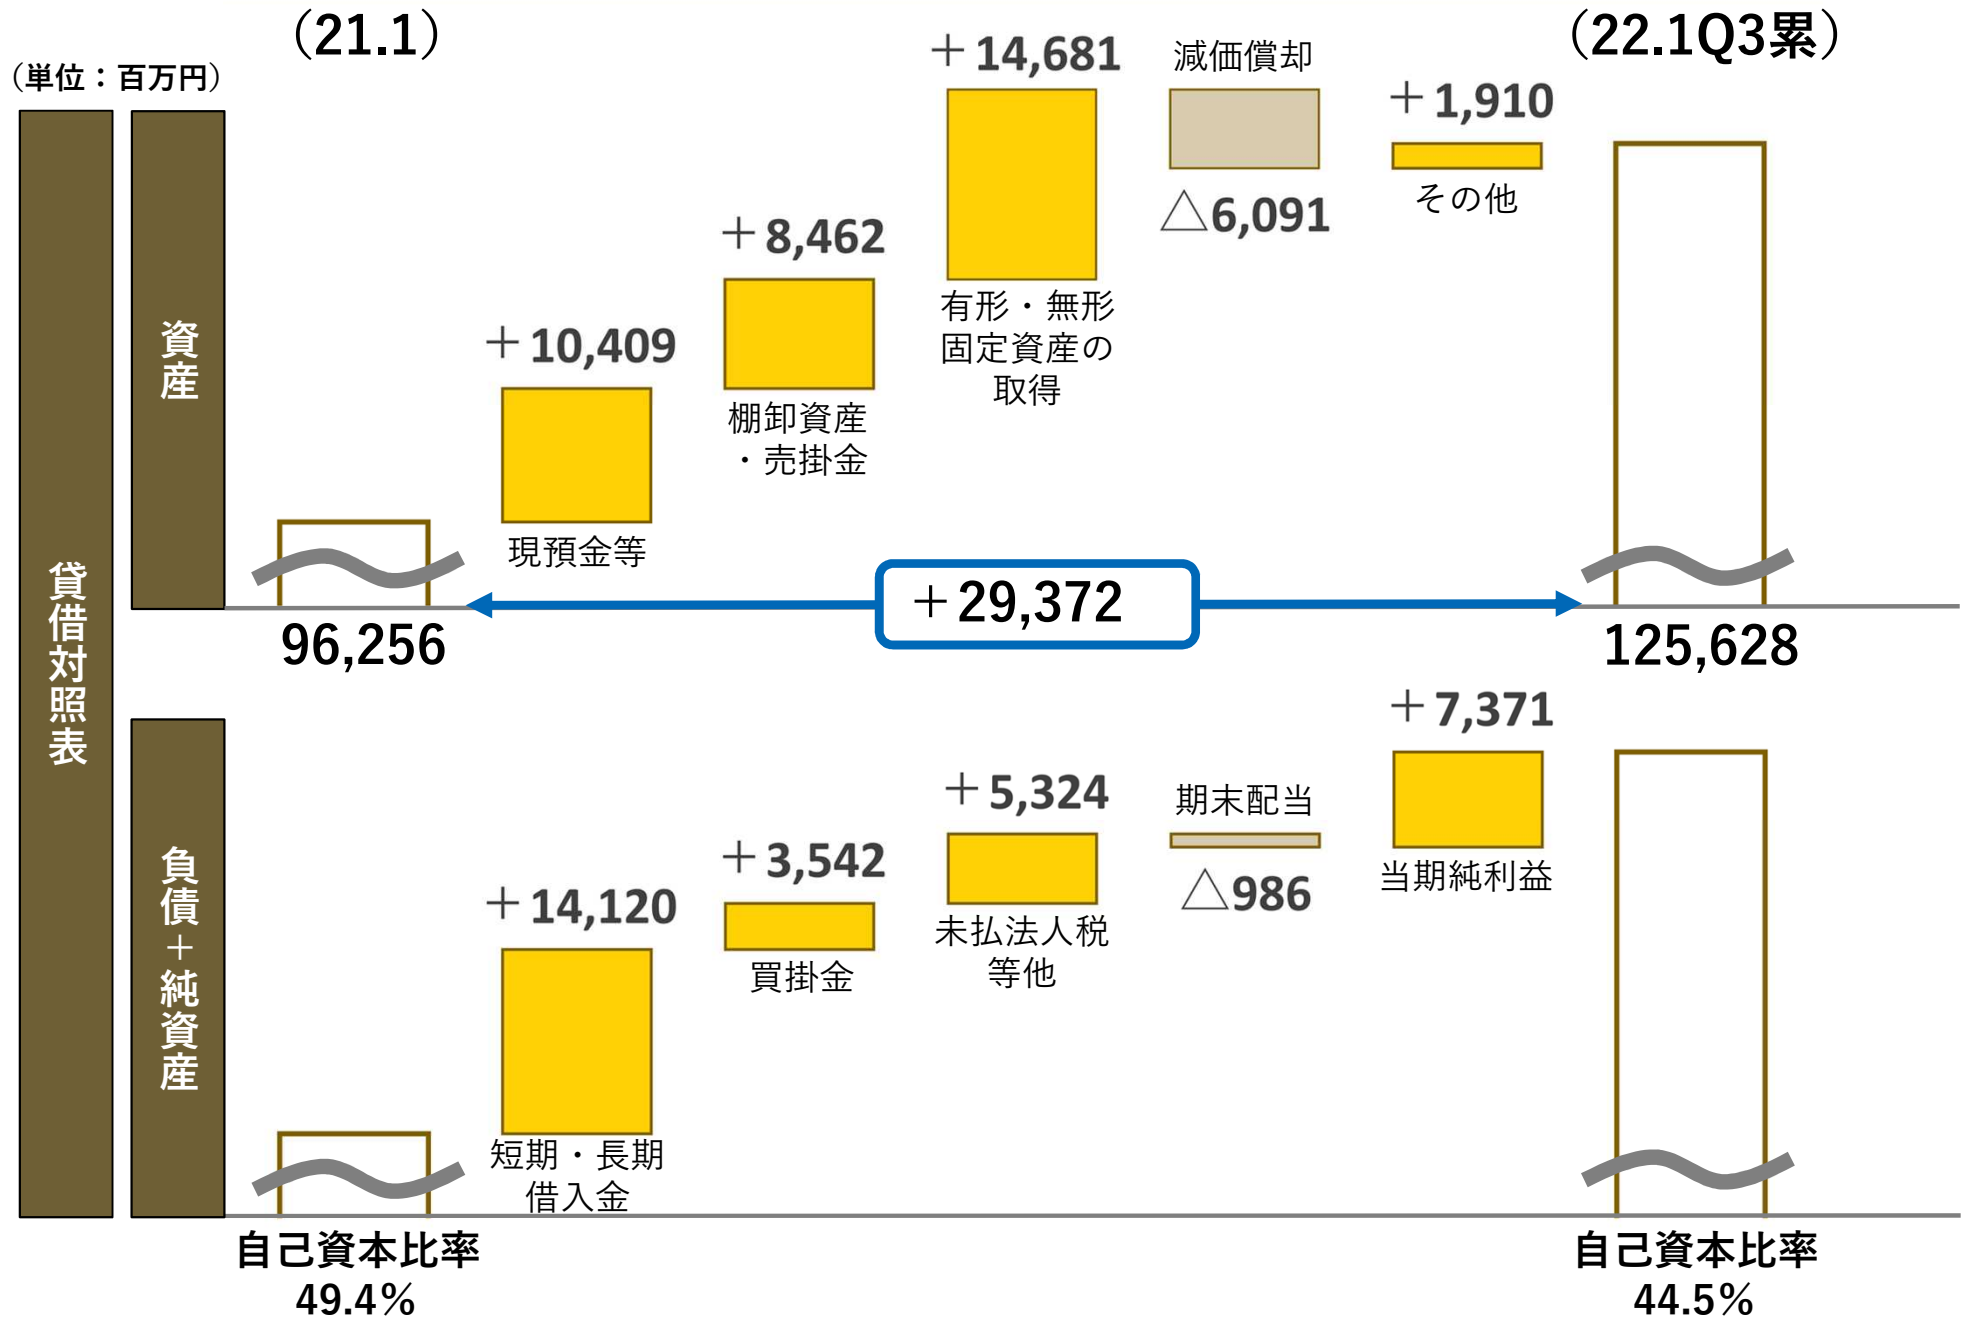 （21.1）
（22.1Q3累）
（単位：百万円）
貸借対照表
資産
＋10,409
現預金等
＋8,462
棚卸資産
・売掛金
＋14,681
有形・無形
固定資産の
取得
減価償却
△6,091
＋1,910
その他
＋29,372
96,256
125,628
負債＋純資産
＋14,120
短期・長期
借入金
＋3,542
買掛金
＋5,324
未払法人税
等他
期末配当
△986
＋7,371
当期純利益
自己資本比率
49.4％
自己資本比率
44.5％